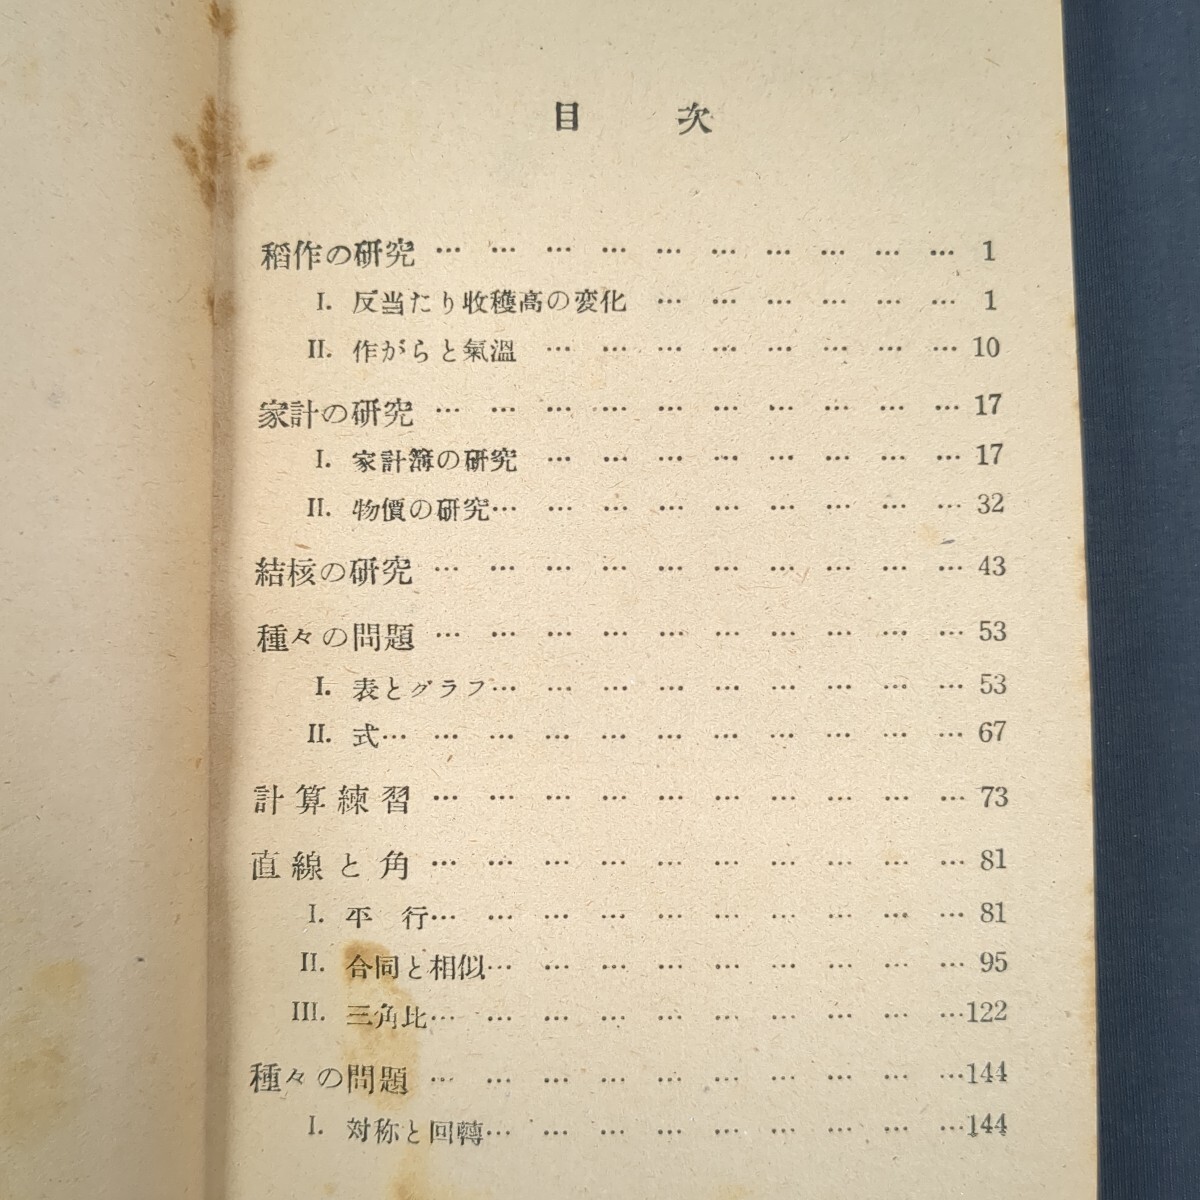 目　次
稻作の研究 … … … … … … … … … … 1
I. 反当たり收穫高の変化 … … … … … … 1
II. 作がらと氣溫 … … … … … … … … 10
家計の研究 … … … … … … … … … … 17
I. 家計簿の研究 … … … … … … … … 17
II. 物價の研究… … … … … … … … … 32
結核の研究 … … … … … … … … … … 43
種々の問題 … … … … … … … … … … 53
I. 表とグラフ… … … … … … … … … 53
II. 式… … … … … … … … … … … 67
計算練習 … … … … … … … … … … 73
直線と角 … … … … … … … … … … 81
I. 平　行… … … … … … … … … … 81
II. 合同と相似… … … … … … … … … 95
III. 三角比… … … … … … … … … …122
種々の問題 … … … … … … … … … …144
I. 対称と回轉… … … … … … … … …144